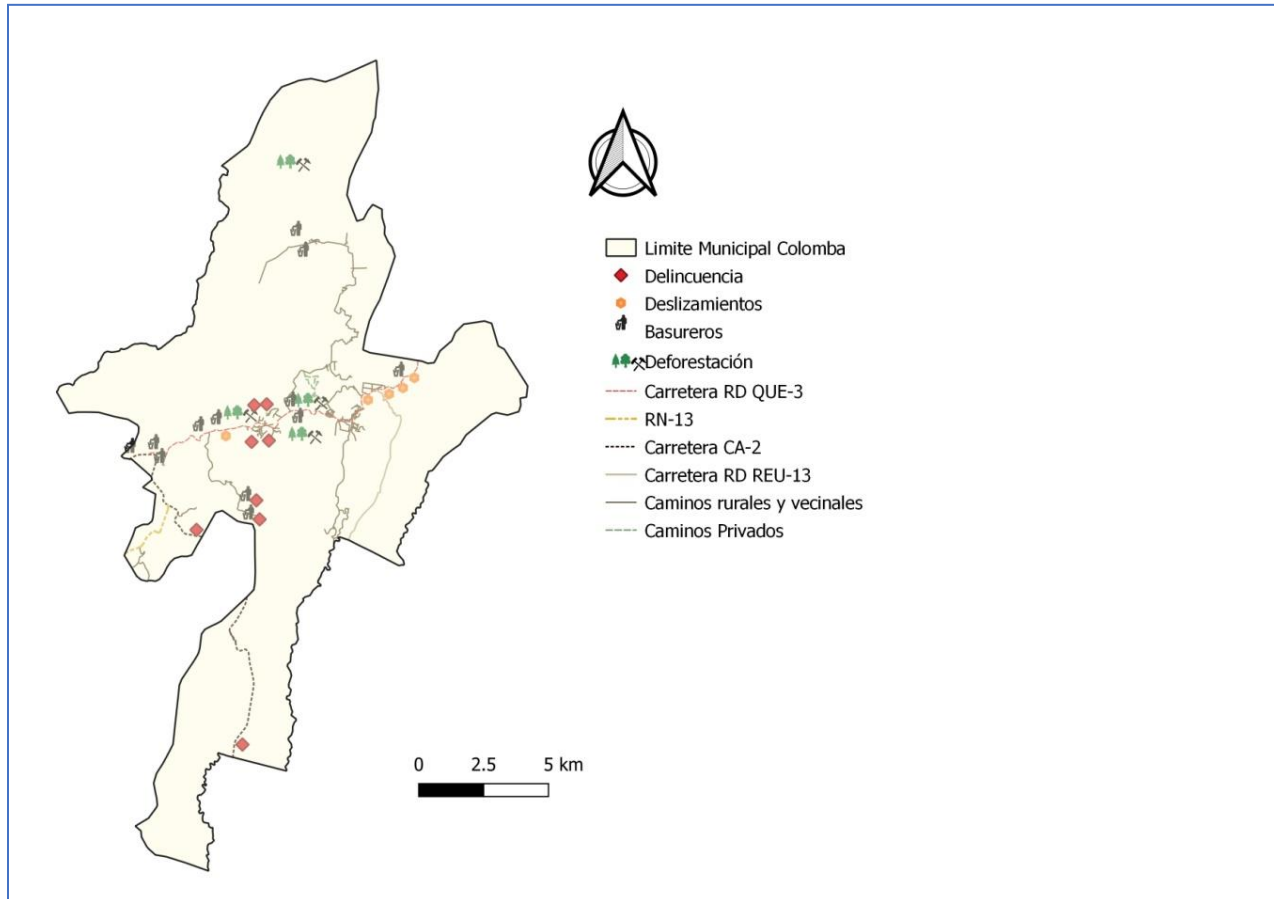 Limite Municipal Colomba
Delincuencia
Deslizamientos
Basureros
Deforestación
Carretera RD QUE-3
RN-13
Carretera CA-2
Carretera RD REU-13
Caminos rurales y vecinales
Caminos Privados
0 2.5 5 km